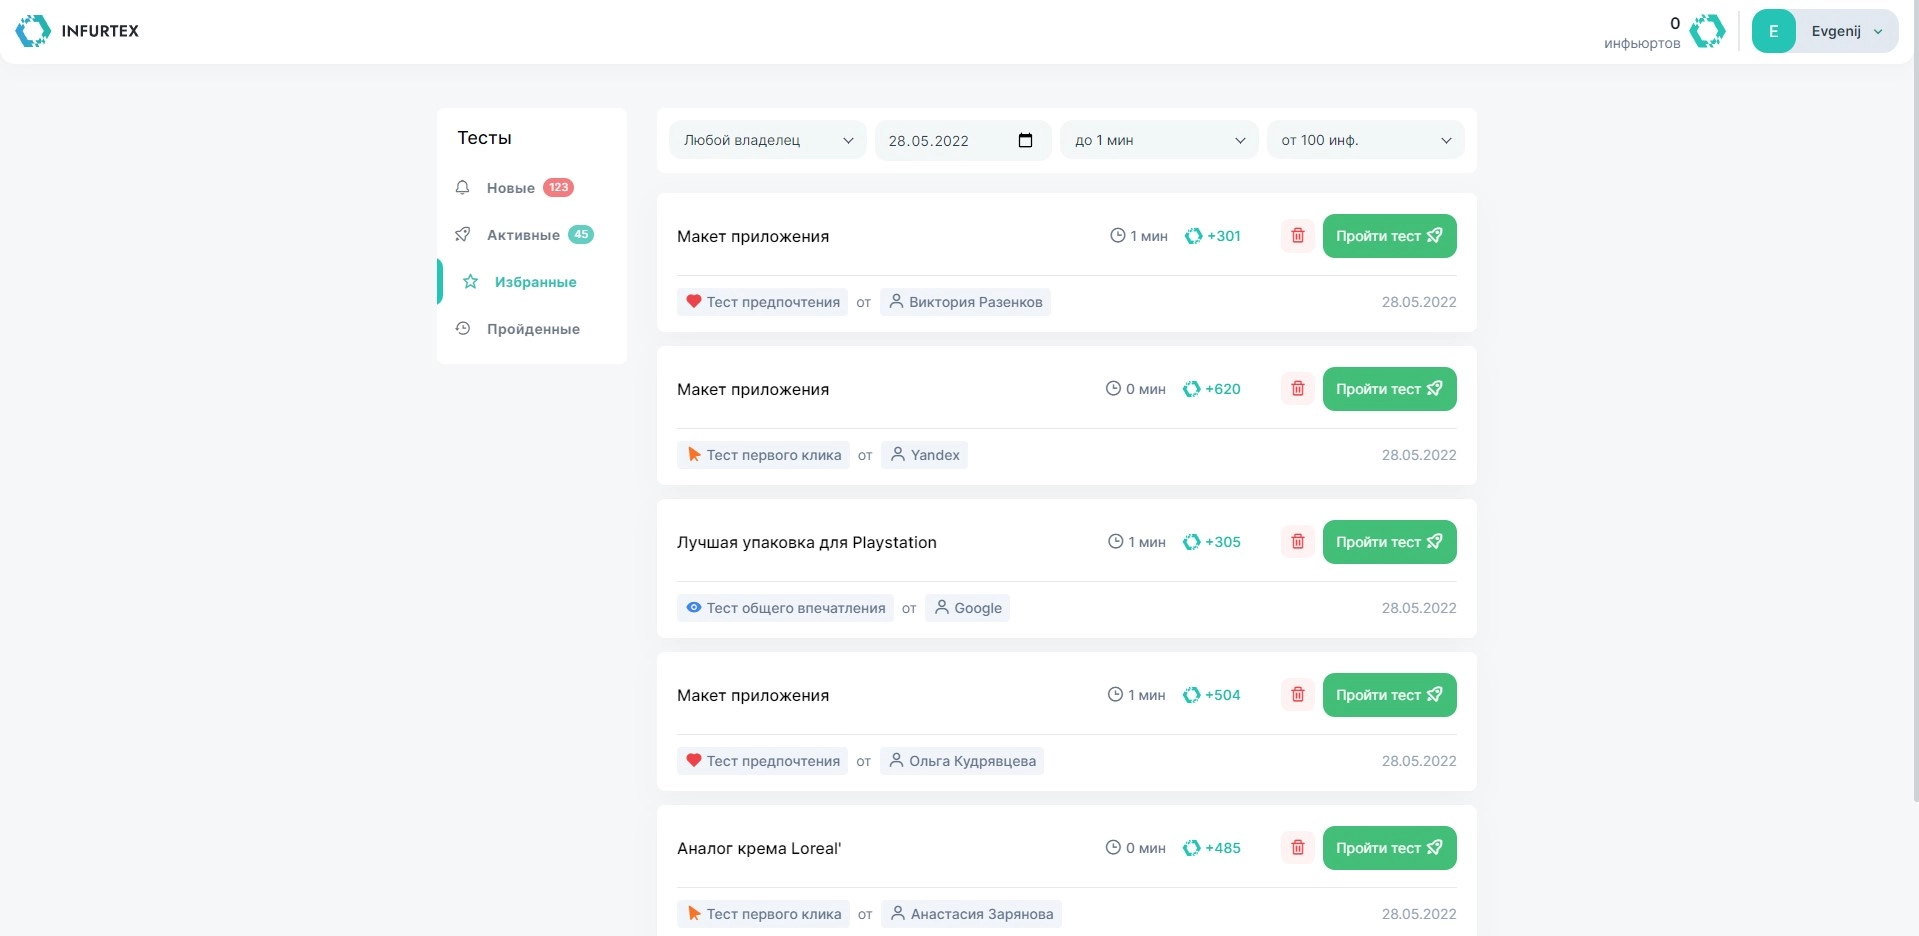 INFURTEX
0
инфьюртов
E
Evgenij
Тесты
Новые 123
Активные 45
Избранные
Пройденные
Любой владелец 28.05.2022 до 1 мин от 100 инф.
Макет приложения 1 мин +301 Пройти тест
Тест предпочтения от Виктория Разенков 28.05.2022
Макет приложения 0 мин +620 Пройти тест
Тест первого клика от Yandex 28.05.2022
Лучшая упаковка для Playstation 1 мин +305 Пройти тест
Тест общего впечатления от Google 28.05.2022
Макет приложения 1 мин +504 Пройти тест
Тест предпочтения от Ольга Кудрявцева 28.05.2022
Аналог крема Loreal' 0 мин +485 Пройти тест
Тест первого клика от Анастасия Зарянова 28.05.2022